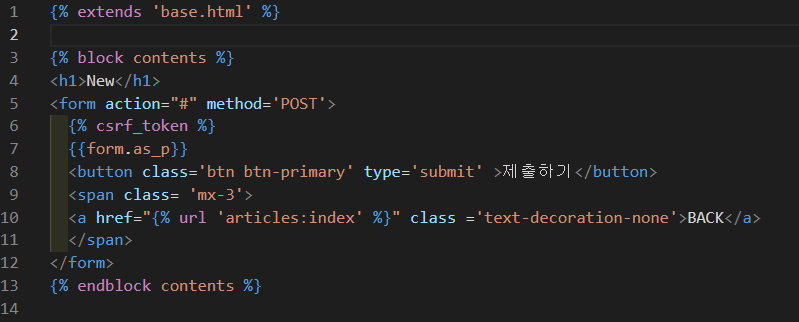 1 {% extends 'base.html' %}
2
3 {% block contents %}
4 <h1>New</h1>
5 <form action="#" method='POST'>
6 {% csrf_token %}
7 {{form.as_p}}
8 <button class='btn btn-primary' type='submit' >제출하기</button>
9 <span class= 'mx-3'>
10 <a href="{% url 'articles:index' %}" class ='text-decoration-none'>BACK</a>
11 </span>
12 </form>
13 {% endblock contents %}
14